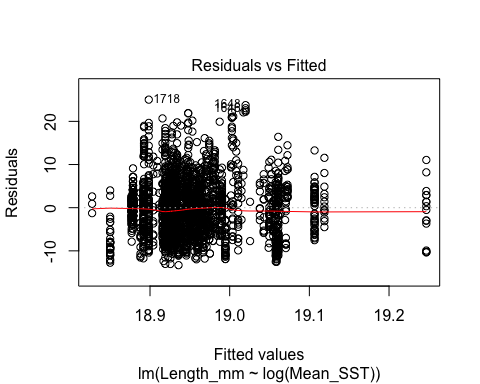 Residuals vs Fitted
Residuals
20
10
0
-10
1718
1648
18.9 19.0 19.1 19.2
Fitted values
lm(Length_mm ~ log(Mean_SST))